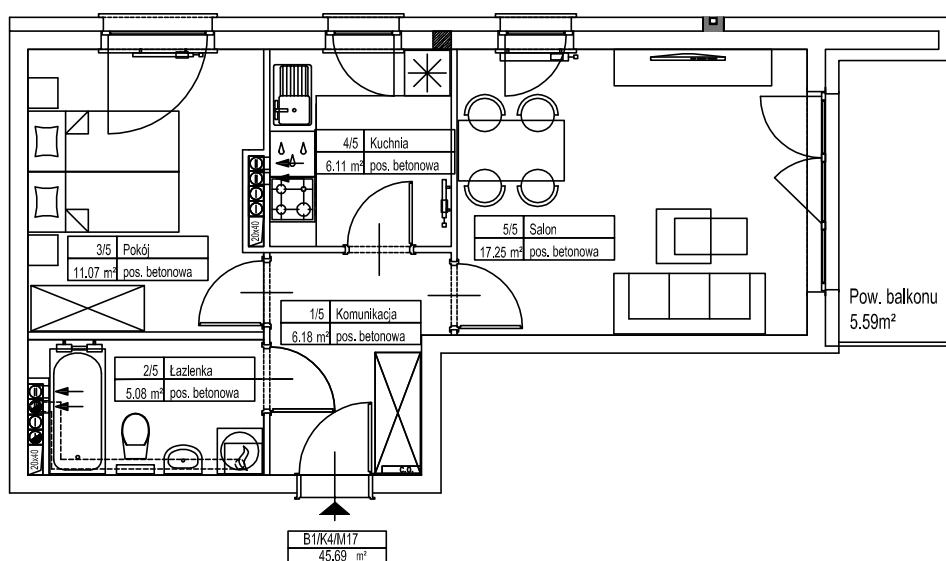 4/5 Kuchnia
6.11 m² pos. betonowa
5/5 Salon
17.25 m² pos. betonowa
3/5 Pokój
11.07 m² pos. betonowa
20x40
1/5 Komunikacja
6.18 m² pos. betonowa
Pow. balkonu
5.59m²
2/5 Łazlenka
5.08 m² pos. betonowa
20x40
C.O.
B1/K4/M17
45.69 m²